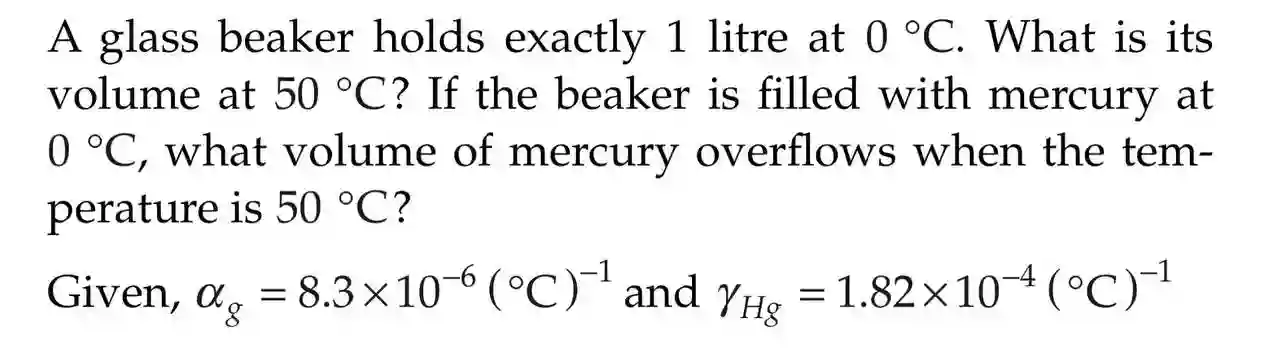 A glass beaker holds exactly 1 litre at 0 °C. What is its
volume at 50 °C? If the beaker is filled with mercury at
0 °C, what volume of mercury overflows when the tem-
perature is 50 °C?
Given, α_g = 8.3×10⁻⁶ (°C)⁻¹ and γ_Hg = 1.82×10⁻⁴ (°C)⁻¹